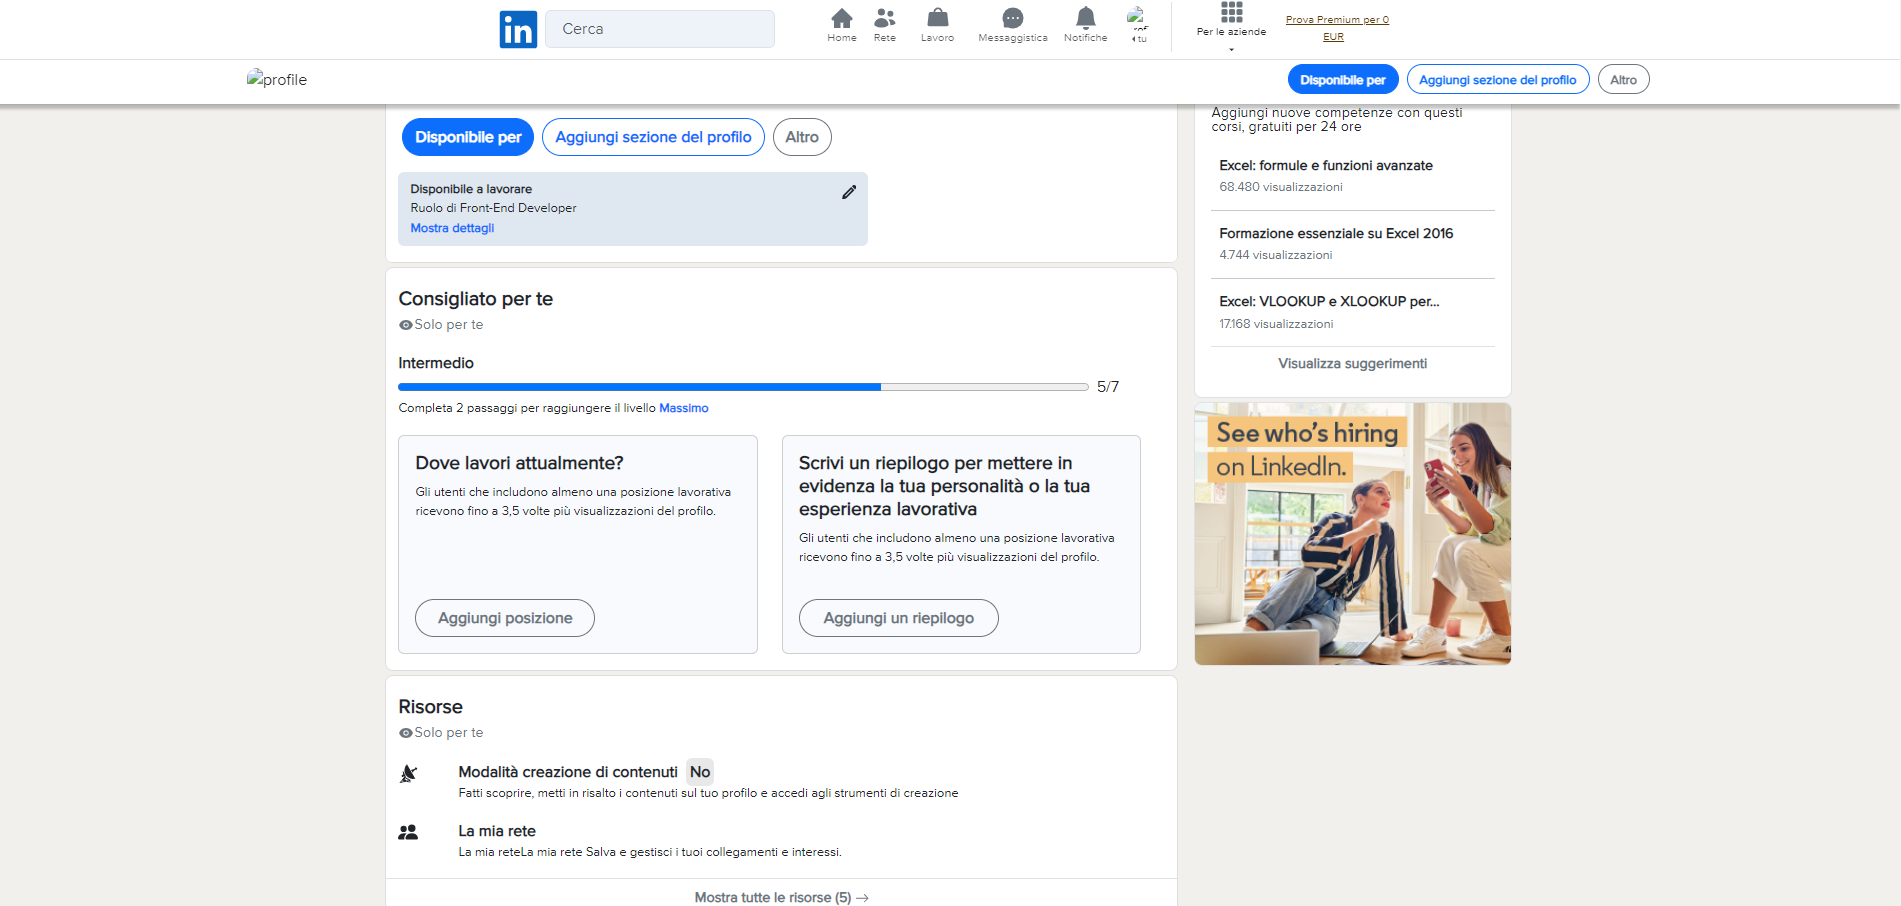 in
Cerca
Home
Rete
Lavoro
Messaggistica
Notifiche
tu
Per le aziende
Prova Premium per 0
EUR
profile
Disponibile per
Aggiungi sezione del profilo
Altro
Disponibile per
Aggiungi sezione del profilo
Altro
Disponibile a lavorare
Ruolo di Front-End Developer
Mostra dettagli
Consigliato per te
Solo per te
Intermedio
5/7
Completa 2 passaggi per raggiungere il livello Massimo
Dove lavori attualmente?
Gli utenti che includono almeno una posizione lavorativa
ricevono fino a 3,5 volte più visualizzazioni del profilo.
Aggiungi posizione
Scrivi un riepilogo per mettere in
evidenza la tua personalità o la tua
esperienza lavorativa
Gli utenti che includono almeno una posizione lavorativa
ricevono fino a 3,5 volte più visualizzazioni del profilo.
Aggiungi un riepilogo
Risorse
Solo per te
Modalità creazione di contenuti No
Fatti scoprire, metti in risalto i contenuti sul tuo profilo e accedi agli strumenti di creazione
La mia rete
La mia reteLa mia rete Salva e gestisci i tuoi collegamenti e interessi.
Mostra tutte le risorse (5) →
Aggiungi nuove competenze con questi
corsi, gratuiti per 24 ore
Excel: formule e funzioni avanzate
68.480 visualizzazioni
Formazione essenziale su Excel 2016
4.744 visualizzazioni
Excel: VLOOKUP e XLOOKUP per...
17.168 visualizzazioni
Visualizza suggerimenti
See who's hiring
on LinkedIn.